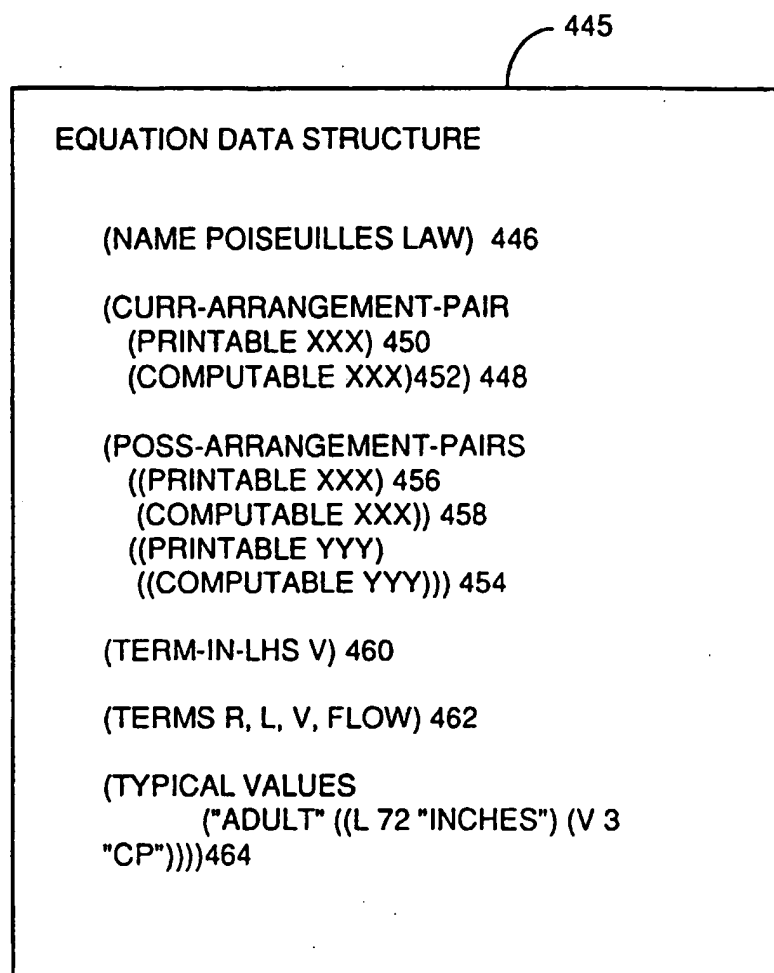 445
EQUATION DATA STRUCTURE
(NAME POISEUILLES LAW) 446
(CURR-ARRANGEMENT-PAIR
(PRINTABLE XXX) 450
(COMPUTABLE XXX)452) 448
(POSS-ARRANGEMENT-PAIRS
((PRINTABLE XXX) 456
(COMPUTABLE XXX)) 458
((PRINTABLE YYY)
((COMPUTABLE YYY))) 454
(TERM-IN-LHS V) 460
(TERMS R, L, V, FLOW) 462
(TYPICAL VALUES
("ADULT" ((L 72 "INCHES") (V 3
"CP"))))464